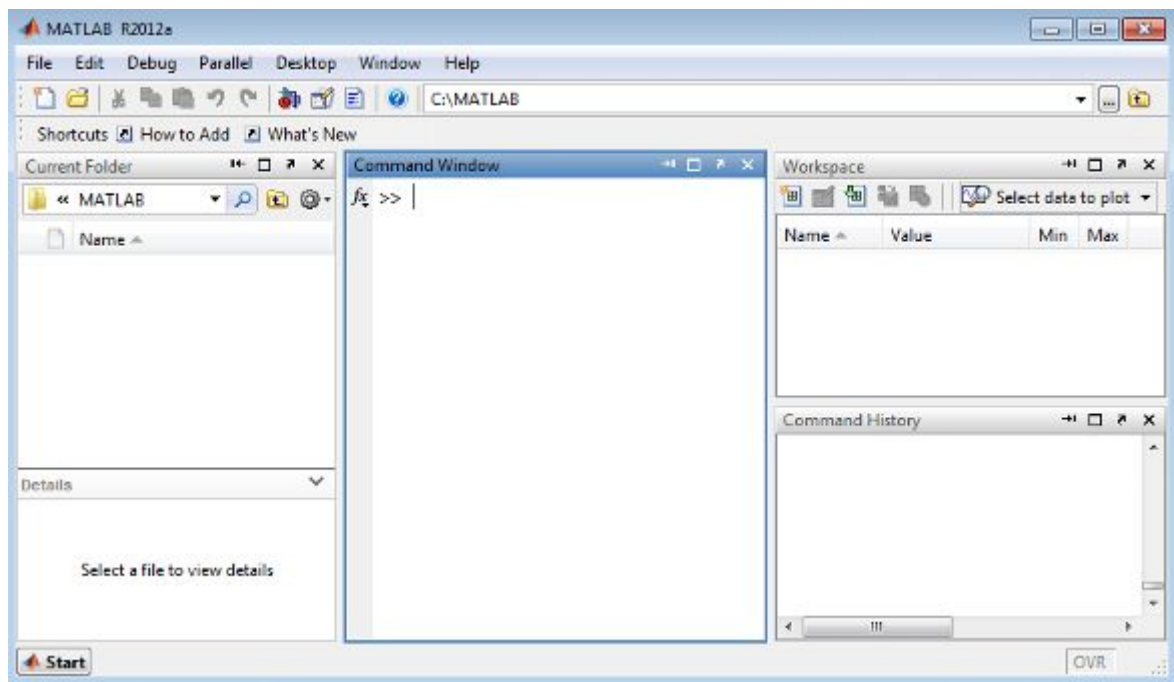 MATLAB R2012a
File Edit Debug Parallel Desktop Window Help
C:\MATLAB
Shortcuts How to Add What's New
Current Folder
« MATLAB
Name
Details
Select a file to view details
Command Window
fx >>
Workspace
Select data to plot
Name Value Min Max
Command History
Start
OVR